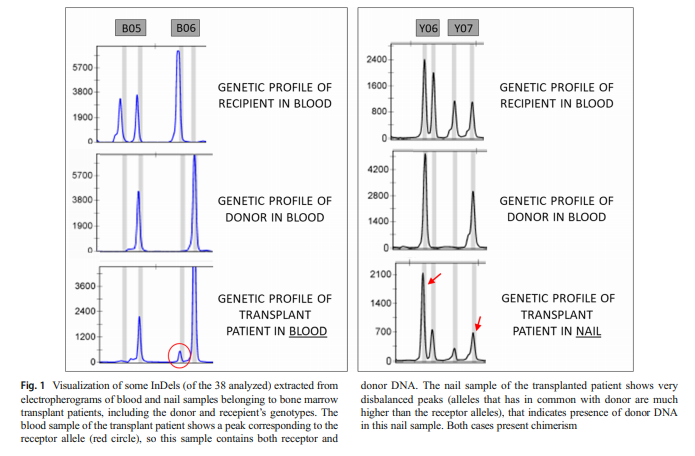 B05 B06
5700
3800
1900
0
GENETIC PROFILE OF
RECIPIENT IN BLOOD
5700
3800
1900
0
GENETIC PROFILE OF
DONOR IN BLOOD
3600
2400
1200
0
GENETIC PROFILE OF
TRANSPLANT
PATIENT IN BLOOD
Y06 Y07
2400
1600
800
0
GENETIC PROFILE OF
RECIPIENT IN BLOOD
4200
2800
1400
0
GENETIC PROFILE OF
DONOR IN BLOOD
2100
1400
700
0
GENETIC PROFILE OF
TRANSPLANT
PATIENT IN NAIL
Fig. 1 Visualization of some InDels (of the 38 analyzed) extracted from
electropherograms of blood and nail samples belonging to bone marrow
transplant patients, including the donor and recepient's genotypes. The
blood sample of the transplant patient shows a peak corresponding to the
receptor allele (red circle), so this sample contains both receptor and
donor DNA. The nail sample of the transplanted patient shows very
disbalanced peaks (alleles that has in common with donor are much
higher than the receptor alleles), that indicates presence of donor DNA
in this nail sample. Both cases present chimerism